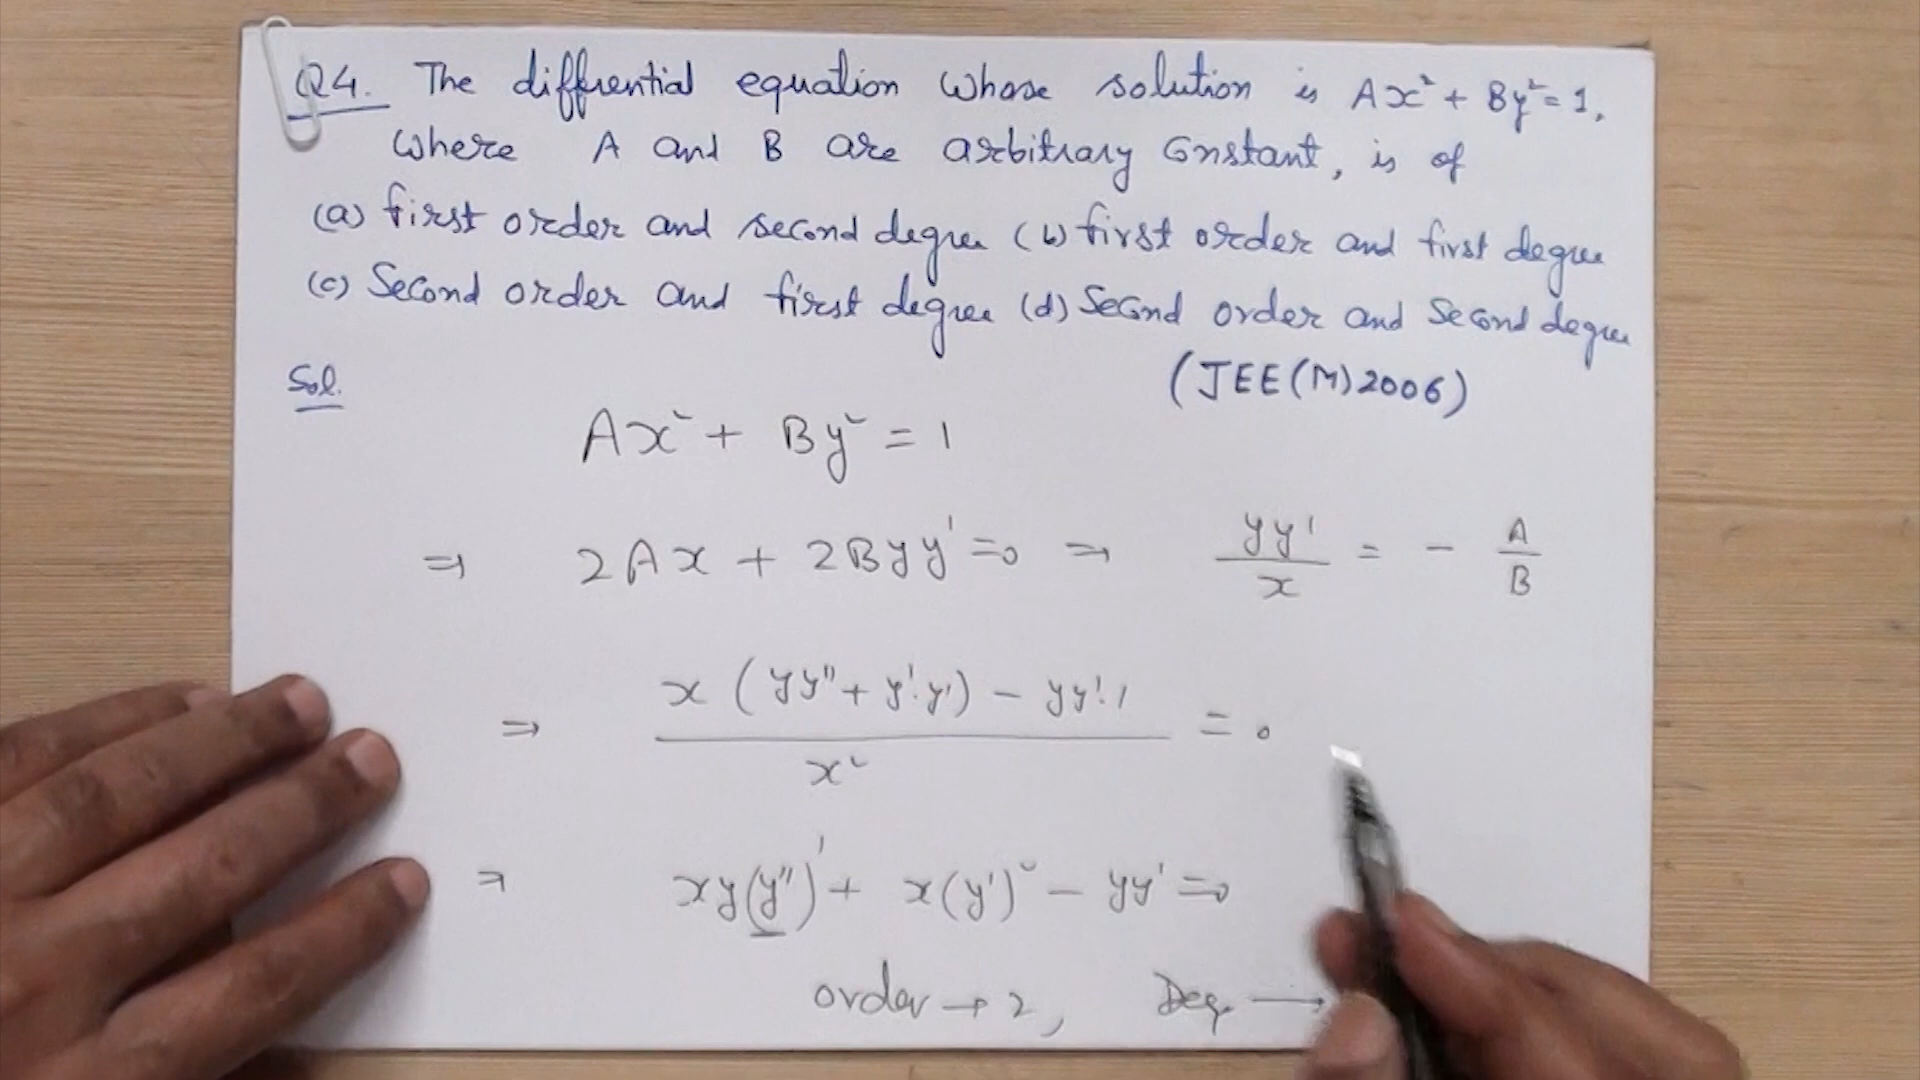 Q4. The diffrential equation whose solution is Ax² + By² = 1,
where A and B are arbitrary constant, is of
(a) first order and second degree (b) first order and first degree
(c) Second order and first degree (d) Second order and second degree
(JEE(M)2006)
Sol.
Ax² + By² = 1
⇒ 2Ax + 2Byy' = 0 ⇒ yy'/x = - A/B
⇒ x(yy'' + y'.y') - yy'.1 / x² = 0
⇒ xy(y'')' + x(y')² - yy' = 0
order → 2, Deg. →